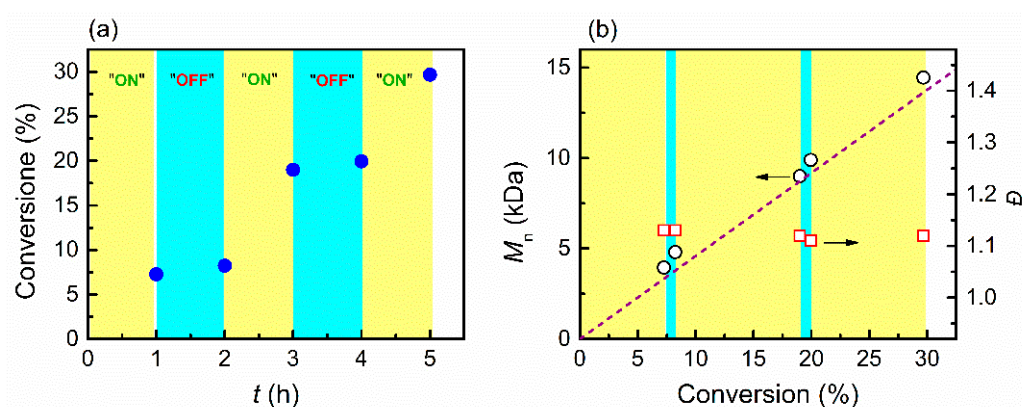 (a)
"ON" "OFF" "ON" "OFF" "ON"
30
25
20
15
10
5
0
0 1 2 3 4 5
Conversione (%)
t (h)
(b)
15
10
5
0
Mn (kDa)
0 5 10 15 20 25 30
Conversion (%)
1.4
1.3
1.2
1.1
1.0
Đ